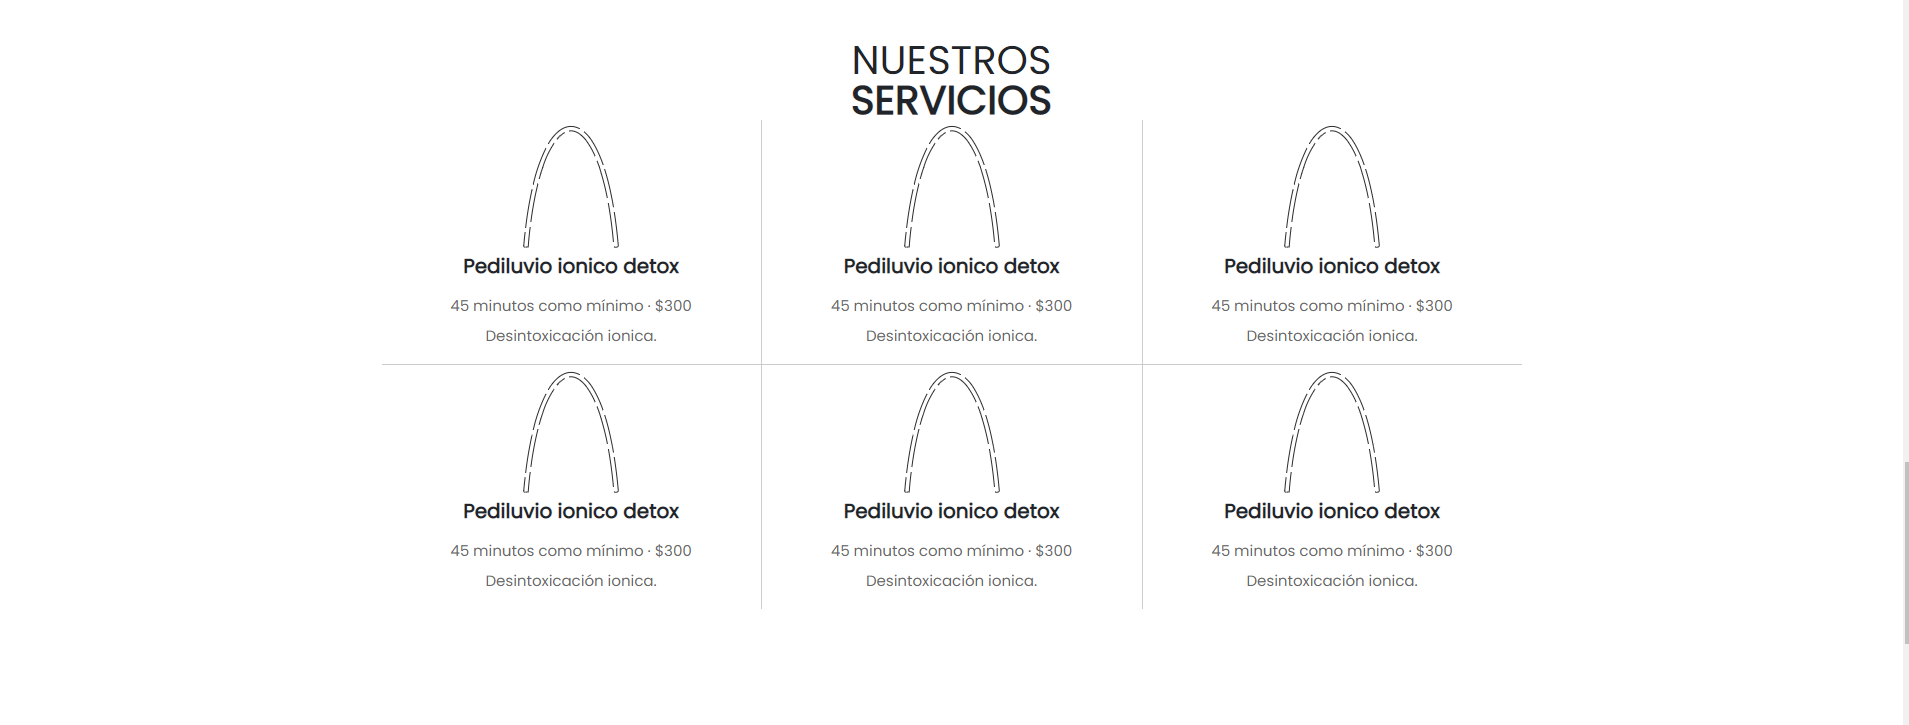 NUESTROS
SERVICIOS
Pediluvio ionico detox
45 minutos como mínimo · $300
Desintoxicación ionica.
Pediluvio ionico detox
45 minutos como mínimo · $300
Desintoxicación ionica.
Pediluvio ionico detox
45 minutos como mínimo · $300
Desintoxicación ionica.
Pediluvio ionico detox
45 minutos como mínimo · $300
Desintoxicación ionica.
Pediluvio ionico detox
45 minutos como mínimo · $300
Desintoxicación ionica.
Pediluvio ionico detox
45 minutos como mínimo · $300
Desintoxicación ionica.